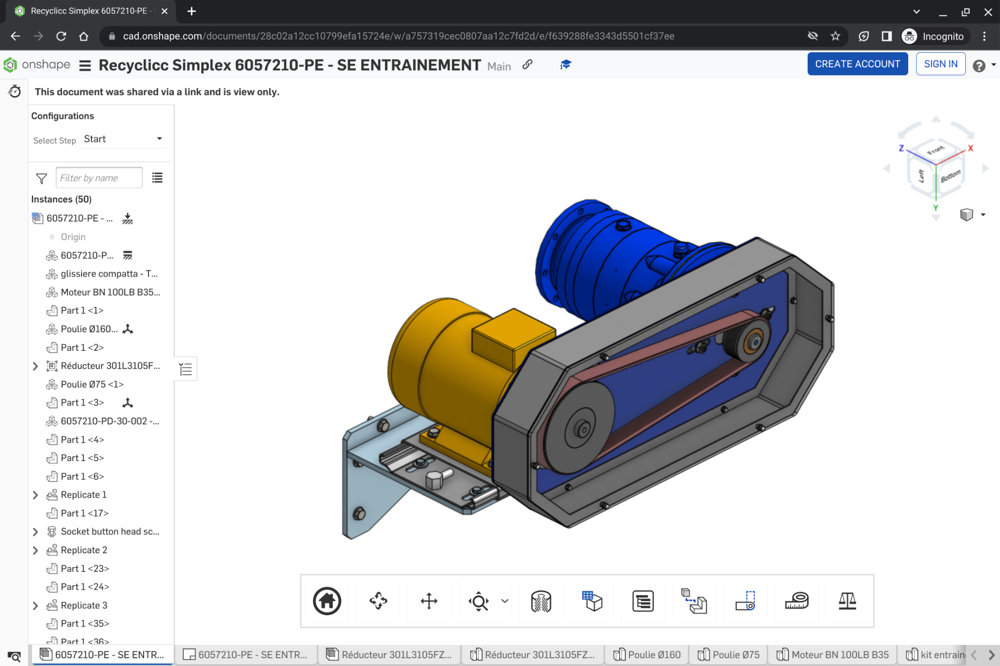 Recyclicc Simplex 6057210-PE -
cad.onshape.com/documents/28c02a12cc10799efa15724e/w/a757319cec0807aa12c7fd2d/e/f639288fe3343d5501cf37ee
Incognito
onshape
Recyclicc Simplex 6057210-PE - SE ENTRAINEMENT Main
CREATE ACCOUNT
SIGN IN
This document was shared via a link and is view only.
Configurations
Select Step Start
Filter by name
Instances (50)
6057210-PE - ...
Origin
6057210-P...
glissiere compatta - T...
Moteur BN 100LB B35...
Part 1 <1>
Poulie Ø160...
Part 1 <2>
Réducteur 301L3105F...
Poulie Ø75 <1>
Part 1 <3>
6057210-PD-30-002 -...
Part 1 <4>
Part 1 <5>
Part 1 <6>
Replicate 1
Part 1 <17>
Socket button head sc...
Replicate 2
Part 1 <23>
Part 1 <24>
Replicate 3
Part 1 <35>
Part 1 <36>
Z
X
Front
Left
Bottom
Y
6057210-PE - SE ENTR...
6057210-PE - SE ENTR...
Réducteur 301L3105FZ...
Réducteur 301L3105FZ...
Poulie Ø160
Poulie Ø75
Moteur BN 100LB B35
kit entrain